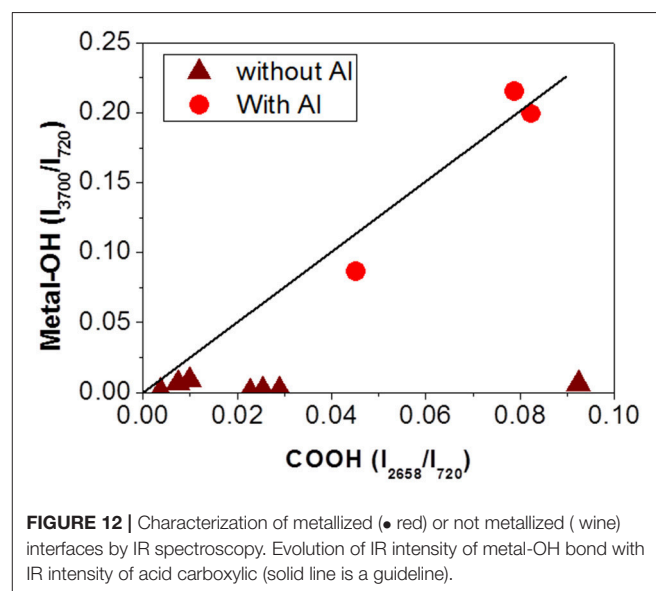 0.25
without Al
With Al
0.20
0.15
0.10
0.05
0.00
Metal-OH (I3700/I720)
0.00 0.02 0.04 0.06 0.08 0.10
COOH (I2658/I720)
FIGURE 12 | Characterization of metallized (● red) or not metallized ( wine)
interfaces by IR spectroscopy. Evolution of IR intensity of metal-OH bond with
IR intensity of acid carboxylic (solid line is a guideline).